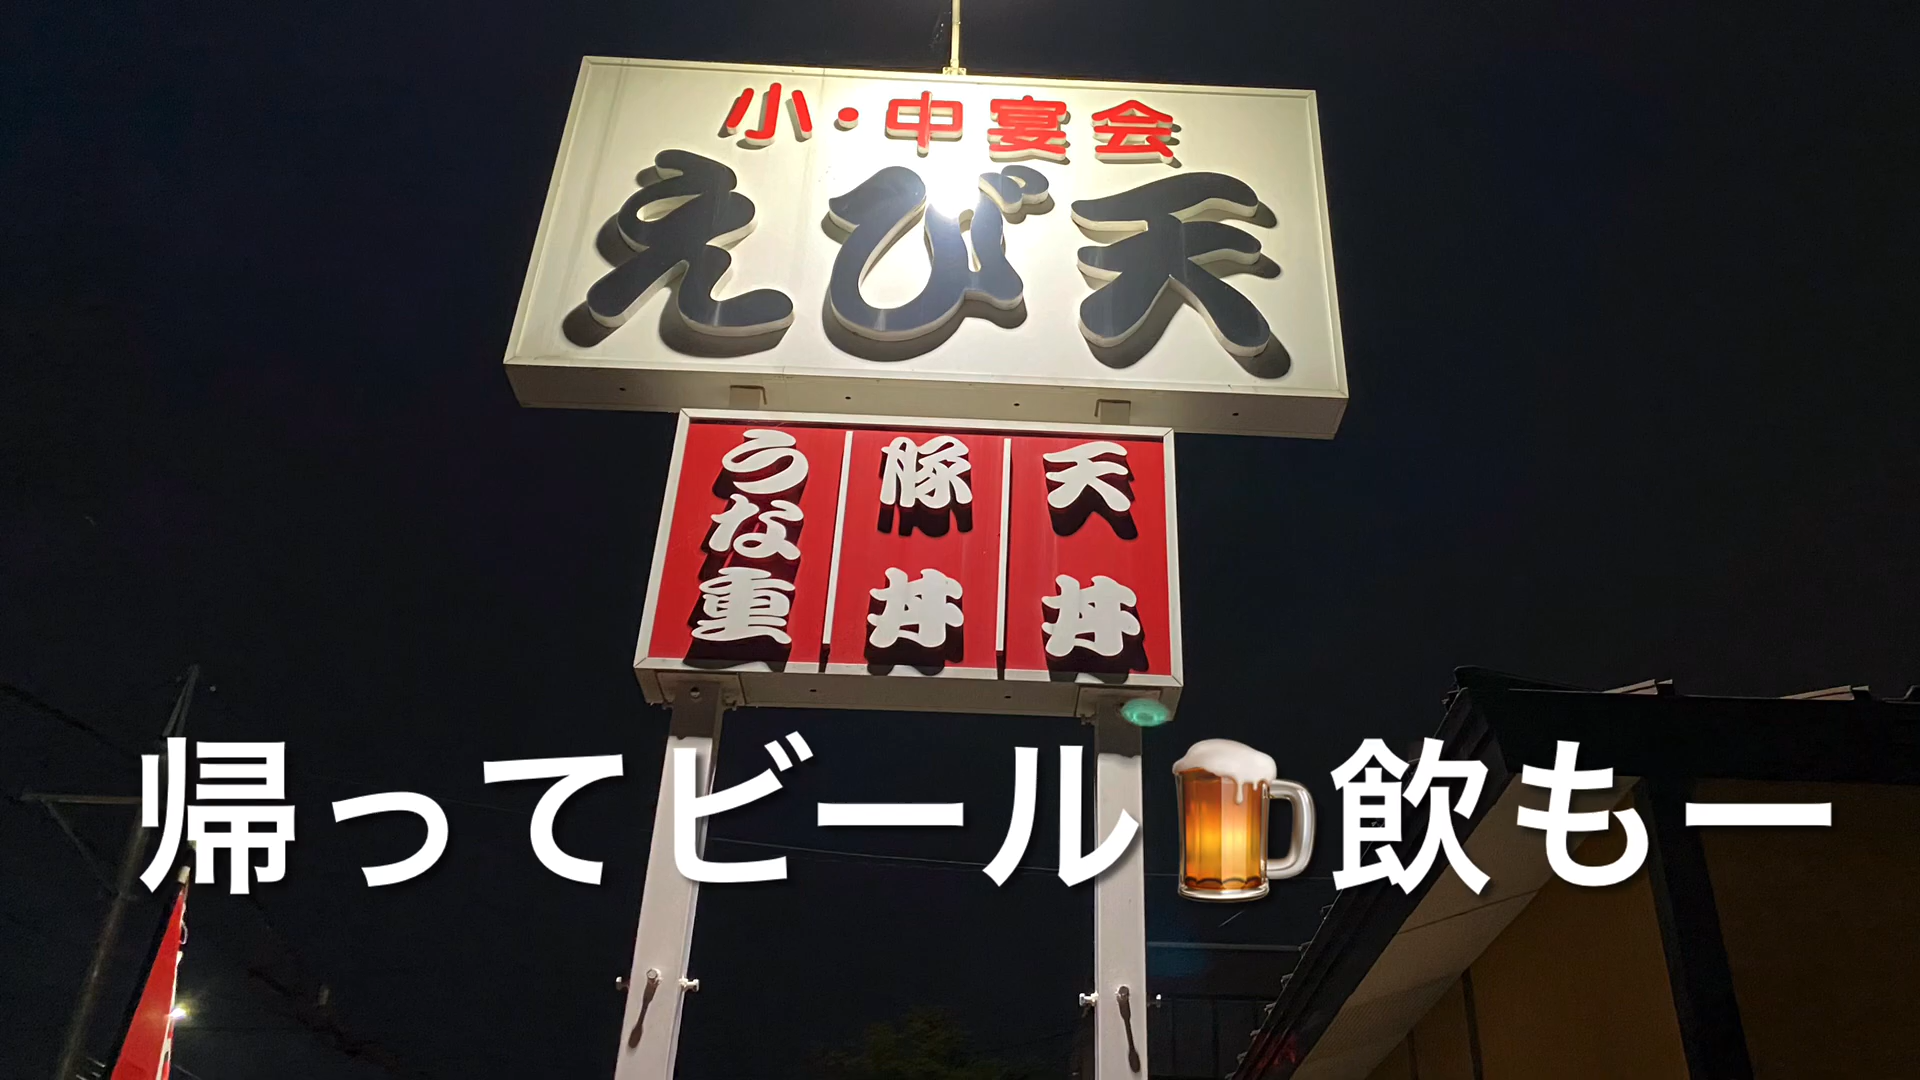 小・中宴会
えび天
天丼
豚丼
うな重
帰ってビール🍺飲もー